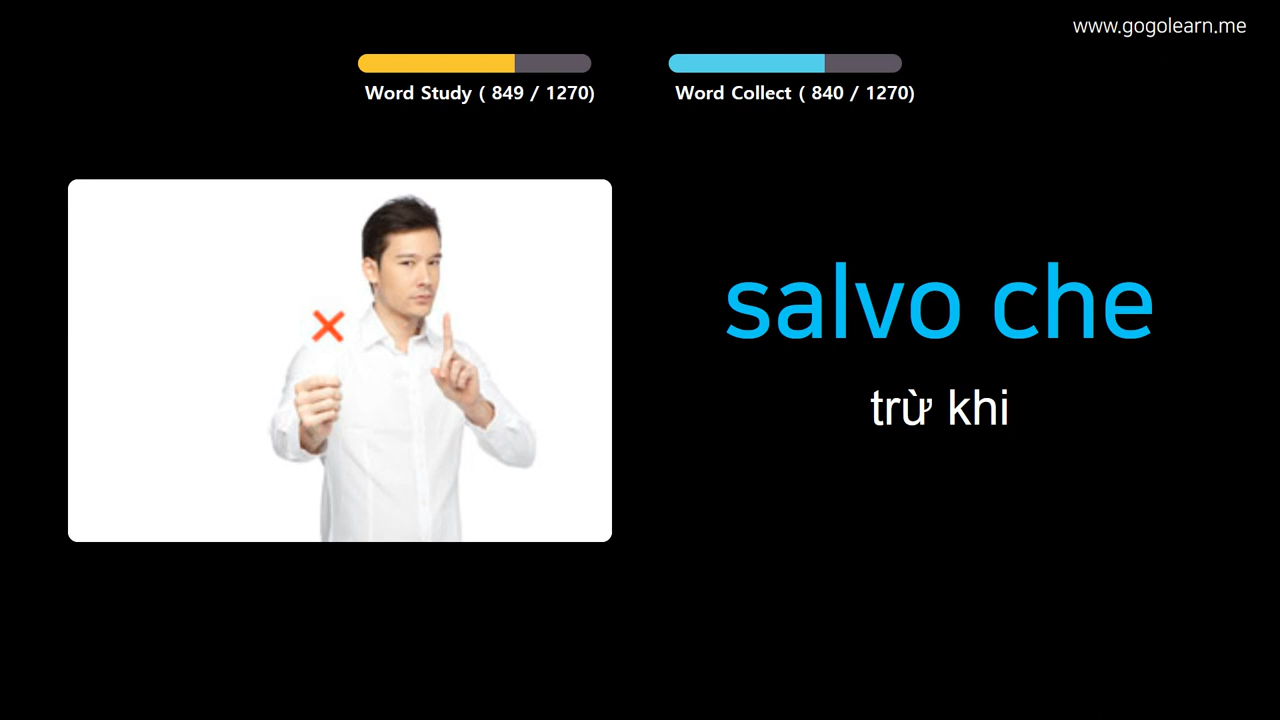 www.gogolearn.me
Word Study ( 849 / 1270)
Word Collect ( 840 / 1270)
salvo che
trừ khi